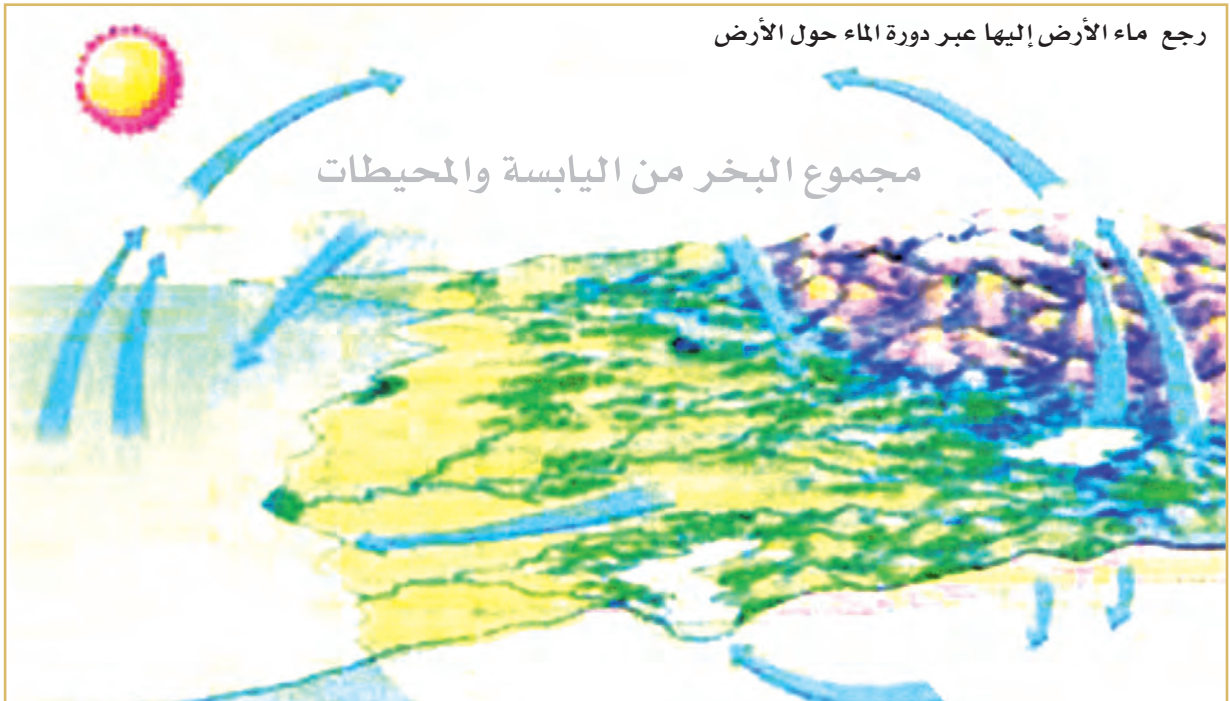 رجع ماء الأرض إليها عبر دورة الماء حول الأرض
مجموع البخر من اليابسة والمحيطات